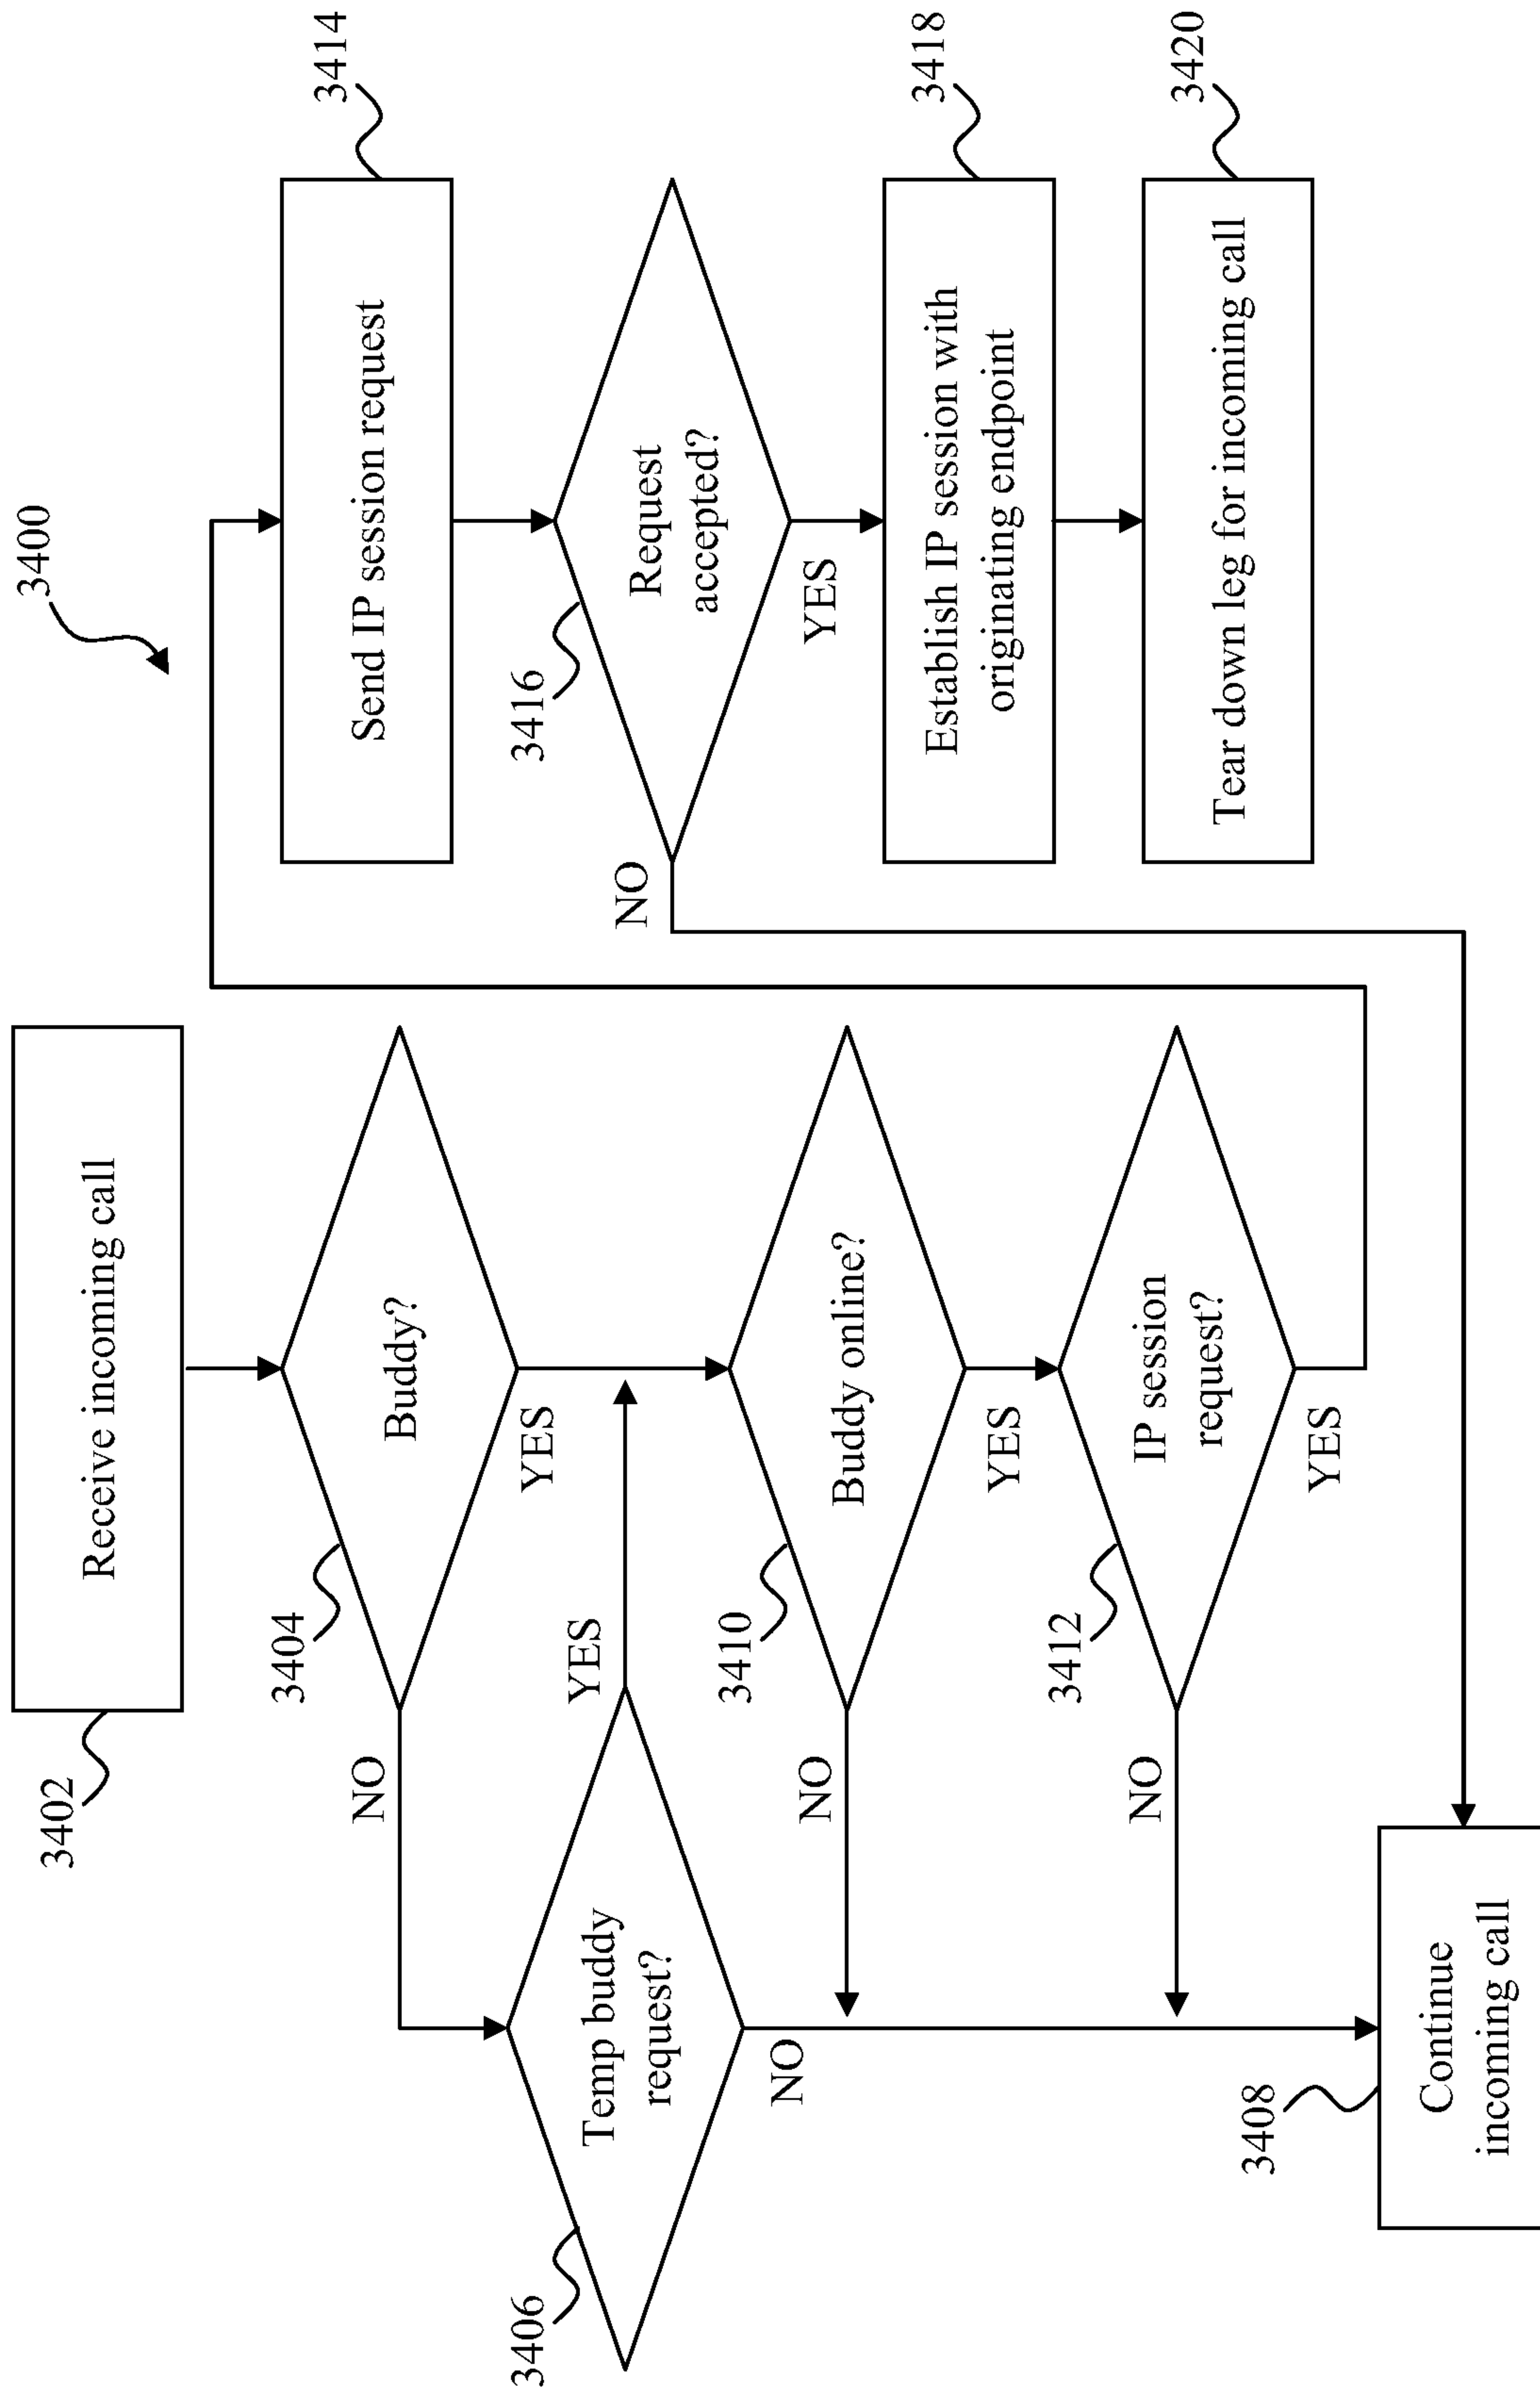 3400
3402
Receive incoming call
3404
Buddy?
NO
YES
3406
Temp buddy
request?
YES
NO
3410
Buddy online?
NO
YES
3412
IP session
request?
NO
YES
3408
Continue
incoming call
3414
Send IP session request
3416
Request
accepted?
NO
YES
3418
Establish IP session with
originating endpoint
3420
Tear down leg for incoming call